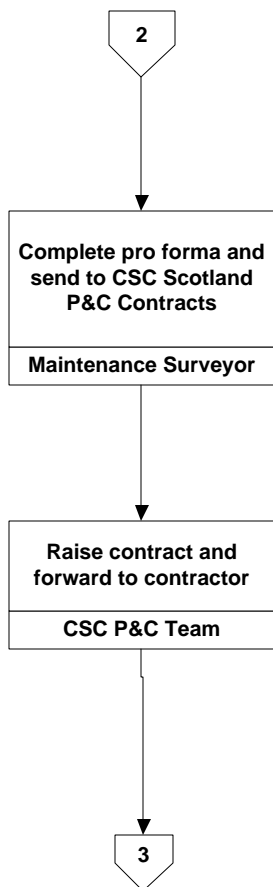 2
Complete pro forma and
send to CSC Scotland
P&C Contracts
Maintenance Surveyor
Raise contract and
forward to contractor
CSC P&C Team
3